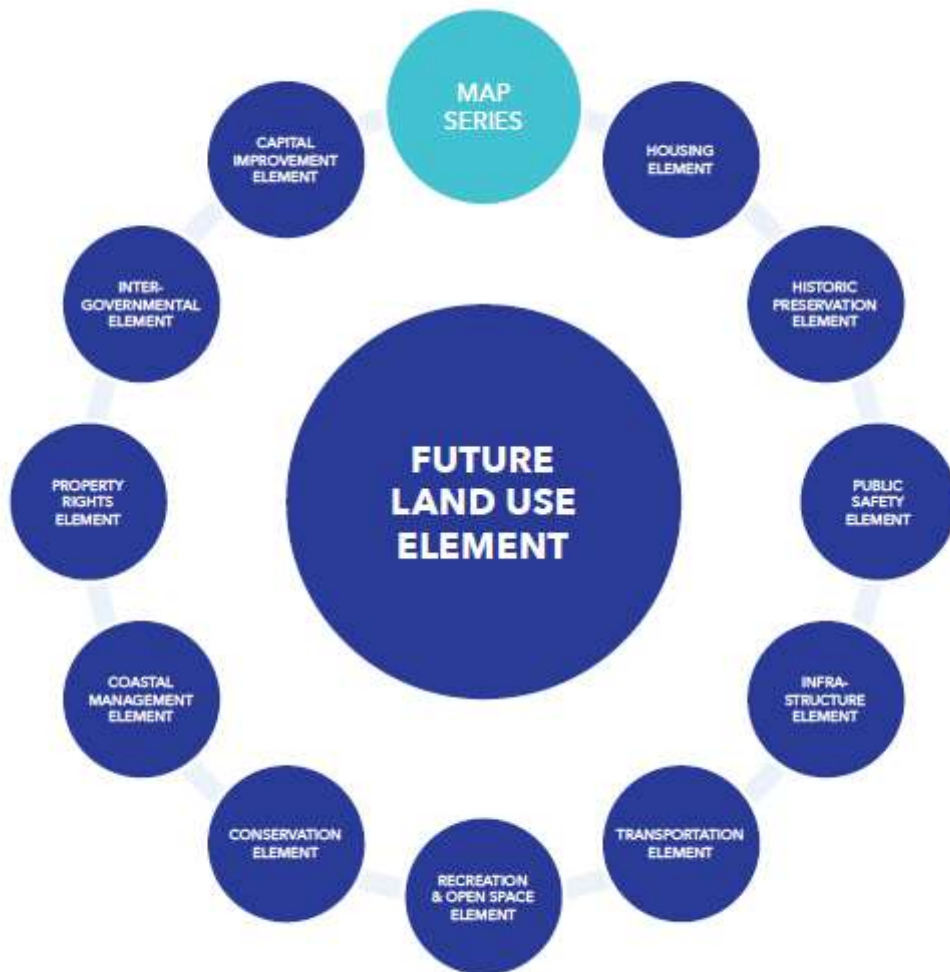 MAP
SERIES
HOUSING
ELEMENT
HISTORIC
PRESERVATION
ELEMENT
PUBLIC
SAFETY
ELEMENT
INFRA-
STRUCTURE
ELEMENT
TRANSPORTATION
ELEMENT
RECREATION
& OPEN SPACE
ELEMENT
CONSERVATION
ELEMENT
COASTAL
MANAGEMENT
ELEMENT
PROPERTY
RIGHTS
ELEMENT
INTER-
GOVERNMENTAL
ELEMENT
CAPITAL
IMPROVEMENT
ELEMENT
FUTURE
LAND USE
ELEMENT